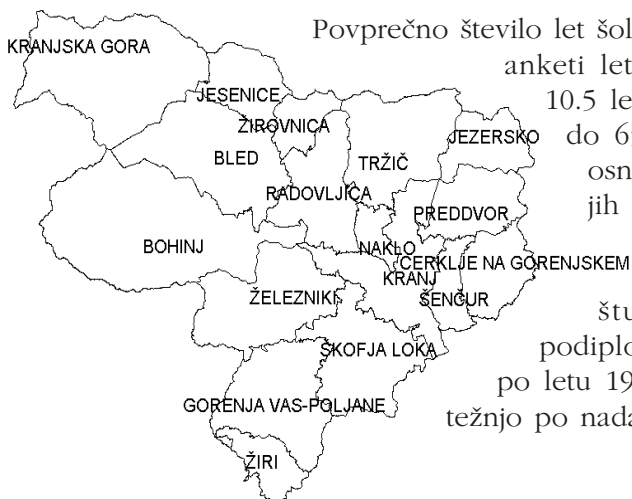 Povprečno število let šol
anketi let
10.5 le
do 6
osn
jih
štu
podiplo
po letu 19
težnjo po nada
KRANJSKA GORA
JESENICE
ŽIROVNICA
BLED
TRŽIČ
JEZERSKO
RADOVLJICA
PREDDVOR
BOHINJ
NAKLO
CERKLJE NA GORENJSKEM
KRANJ
ŽELEZNIKI
ŠENČUR
ŠKOFJA LOKA
GORENJA VAS-POLJANE
ŽIRI